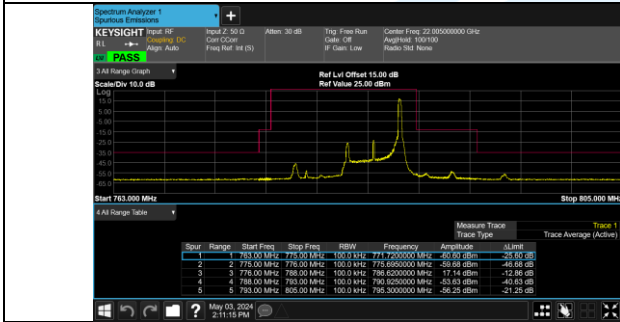 Spectrum Analyzer 1
Spurious Emissions
+
KEYSIGHT Input: RF Input Z: 50 Ω Atten: 30 dB Trig: Free Run Center Freq: 22.005000000 GHz
RL Coupling: DC Corr CCorr Gate: Off Avg|Hold: 100/100
Align: Auto Freq Ref: Int (S) IF Gain: Low Radio Std: None
PASS
3 All Range Graph Ref Lvl Offset 15.00 dB
Scale/Div 10.0 dB Ref Value 25.00 dBm
Log
15.0
5.00
-5.00
-15.0
-25.0
-35.0
-45.0
-55.0
-65.0
Start 763.000 MHz Stop 805.000 MHz
4 All Range Table
Measure Trace Trace 1
Trace Type Trace Average (Active)
Spur Range Start Freq Stop Freq RBW Frequency Amplitude ΔLimit
1 1 763.00 MHz 775.00 MHz 100.0 kHz 771.7200000 MHz -60.60 dBm -25.60 dB
2 2 775.00 MHz 776.00 MHz 100.0 kHz 775.6950000 MHz -59.68 dBm -46.68 dB
3 3 776.00 MHz 788.00 MHz 100.0 kHz 786.6200000 MHz 17.14 dBm -12.86 dB
4 4 788.00 MHz 793.00 MHz 100.0 kHz 790.9250000 MHz -53.63 dBm -40.63 dB
5 5 793.00 MHz 805.00 MHz 100.0 kHz 795.3000000 MHz -56.25 dBm -21.25 dB
? May 03, 2024
2:11:15 PM